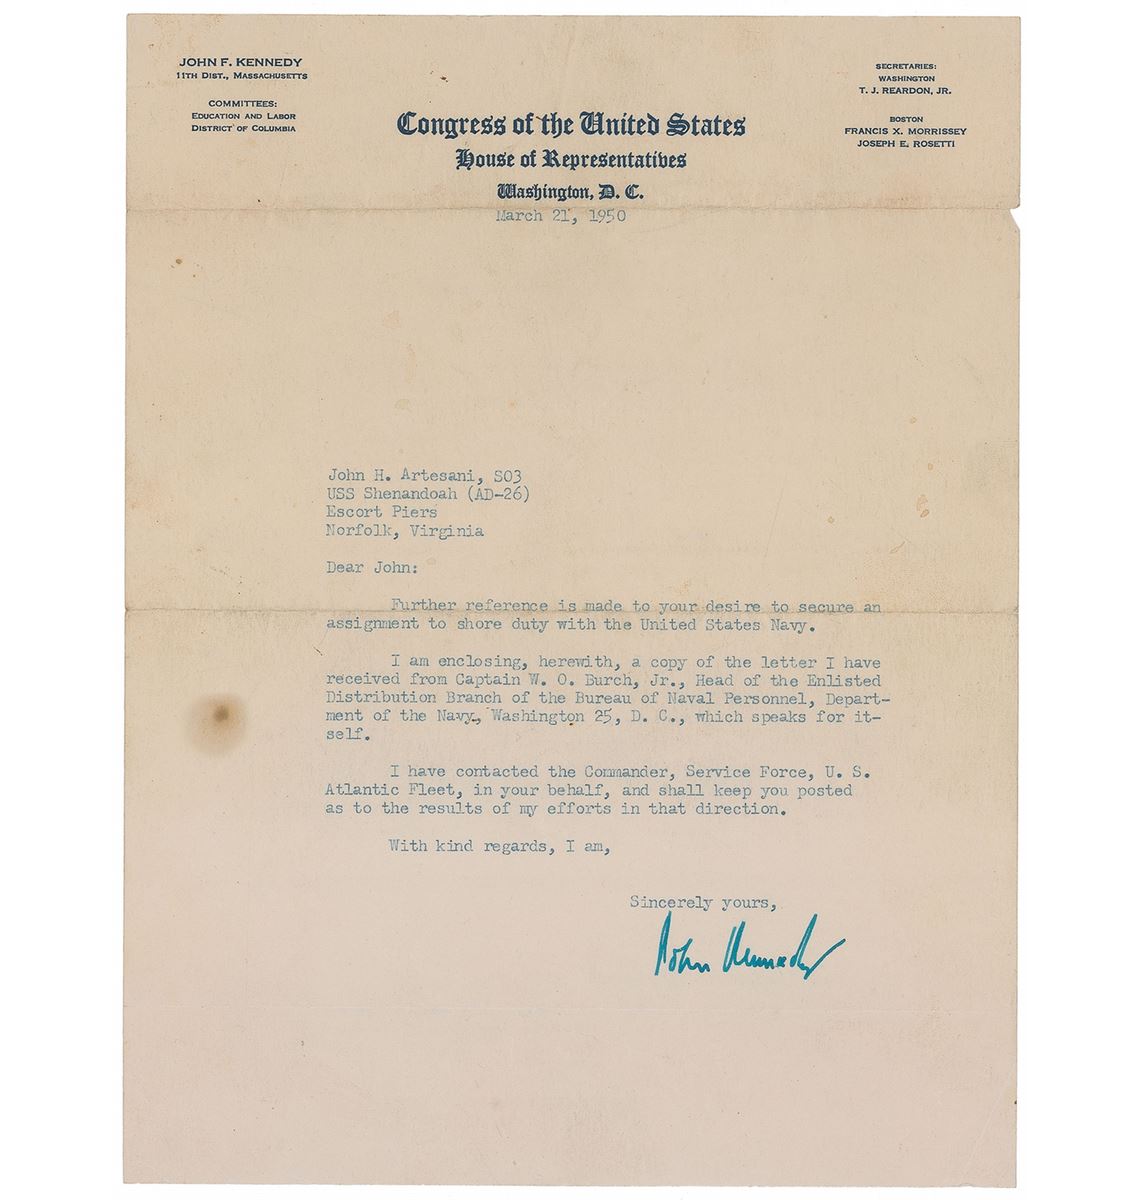 JOHN F. KENNEDY
11TH DIST., MASSACHUSETTS
COMMITTEES:
EDUCATION AND LABOR
DISTRICT OF COLUMBIA
SECRETARIES:
WASHINGTON
T. J. REARDON, JR.
BOSTON
FRANCIS X. MORRISSEY
JOSEPH E. ROSETTI
Congress of the United States
House of Representatives
Washington, D. C.
March 21, 1950
John H. Artesani, SO3
USS Shenandoah (AD-26)
Escort Piers
Norfolk, Virginia
Dear John:
Further reference is made to your desire to secure an
assignment to shore duty with the United States Navy.
I am enclosing, herewith, a copy of the letter I have
received from Captain W. O. Burch, Jr., Head of the Enlisted
Distribution Branch of the Bureau of Naval Personnel, Depart-
ment of the Navy, Washington 25, D. C., which speaks for it-
self.
I have contacted the Commander, Service Force, U. S.
Atlantic Fleet, in your behalf, and shall keep you posted
as to the results of my efforts in that direction.
With kind regards, I am,
Sincerely yours,
John Kennedy